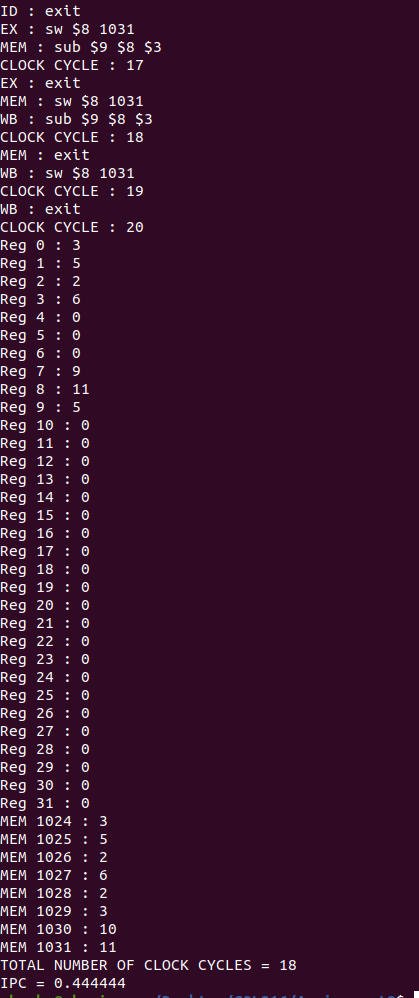 ID : exit
EX : sw $8 1031
MEM : sub $9 $8 $3
CLOCK CYCLE : 17
EX : exit
MEM : sw $8 1031
WB : sub $9 $8 $3
CLOCK CYCLE : 18
MEM : exit
WB : sw $8 1031
CLOCK CYCLE : 19
WB : exit
CLOCK CYCLE : 20
Reg 0 : 3
Reg 1 : 5
Reg 2 : 2
Reg 3 : 6
Reg 4 : 0
Reg 5 : 0
Reg 6 : 0
Reg 7 : 9
Reg 8 : 11
Reg 9 : 5
Reg 10 : 0
Reg 11 : 0
Reg 12 : 0
Reg 13 : 0
Reg 14 : 0
Reg 15 : 0
Reg 16 : 0
Reg 17 : 0
Reg 18 : 0
Reg 19 : 0
Reg 20 : 0
Reg 21 : 0
Reg 22 : 0
Reg 23 : 0
Reg 24 : 0
Reg 25 : 0
Reg 26 : 0
Reg 27 : 0
Reg 28 : 0
Reg 29 : 0
Reg 30 : 0
Reg 31 : 0
MEM 1024 : 3
MEM 1025 : 5
MEM 1026 : 2
MEM 1027 : 6
MEM 1028 : 2
MEM 1029 : 3
MEM 1030 : 10
MEM 1031 : 11
TOTAL NUMBER OF CLOCK CYCLES = 18
IPC = 0.444444